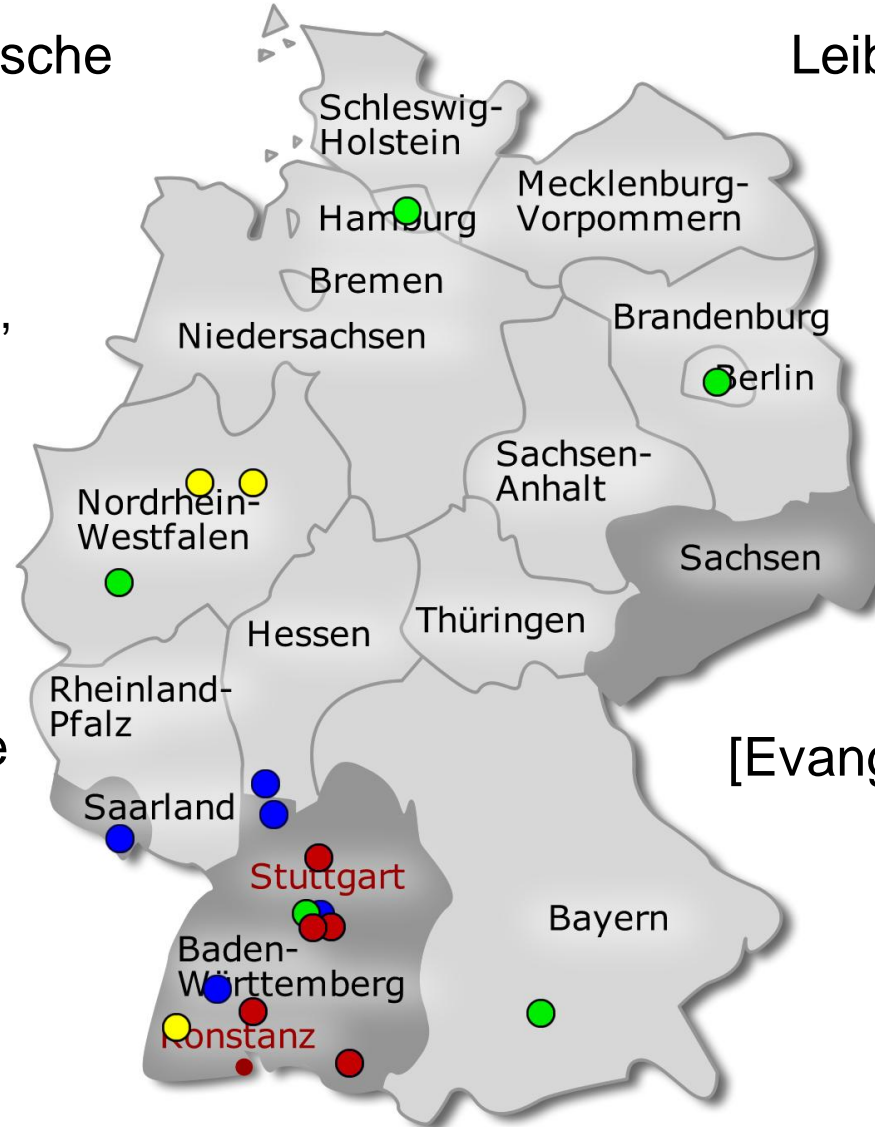 sche
Leib
Schleswig-
Holstein
Mecklenburg-
Vorpommern
Hamburg
Bremen
,
Niedersachsen
Brandenburg
Berlin
Sachsen-
Anhalt
Nordrhein-
Westfalen
Sachsen
Thüringen
Hessen
Rheinland-
Pfalz
e
[Evang
Saarland
Stuttgart
Bayern
Baden-
Württemberg
Konstanz